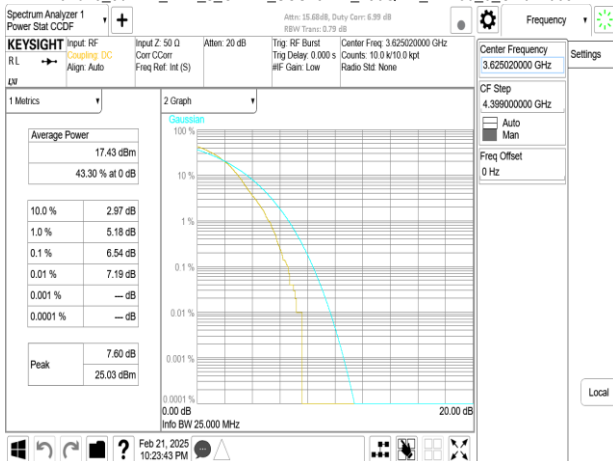 Spectrum Analyzer 1
Power Stat CCDF
Attn: 15.68dB, Duty Corr: 6.99 dB
RBW Trans: 0.79 dB
Frequency
KEYSIGHT
RL
LXI
Input: RF
Coupling: DC
Align: Auto
Input Z: 50 Ω
Corr CCorr
Freq Ref: Int (S)
Atten: 20 dB
Trig: RF Burst
Trig Delay: 0.000 s
#IF Gain: Low
Center Freq: 3.625020000 GHz
Counts: 10.0 k/10.0 kpt
Radio Std: None
Center Frequency
3.625020000 GHz
Settings
CF Step
4.399000000 GHz
Auto
Man
Freq Offset
0 Hz
Local
1 Metrics
Average Power
17.43 dBm
43.30 % at 0 dB
10.0 % 2.97 dB
1.0 % 5.18 dB
0.1 % 6.54 dB
0.01 % 7.19 dB
0.001 % --- dB
0.0001 % --- dB
Peak
7.60 dB
25.03 dBm
2 Graph
Gaussian
100 %
10 %
1 %
0.1 %
0.01 %
0.001 %
0.0001 %
0.00 dB
20.00 dB
Info BW 25.000 MHz
Feb 21, 2025
10:23:43 PM